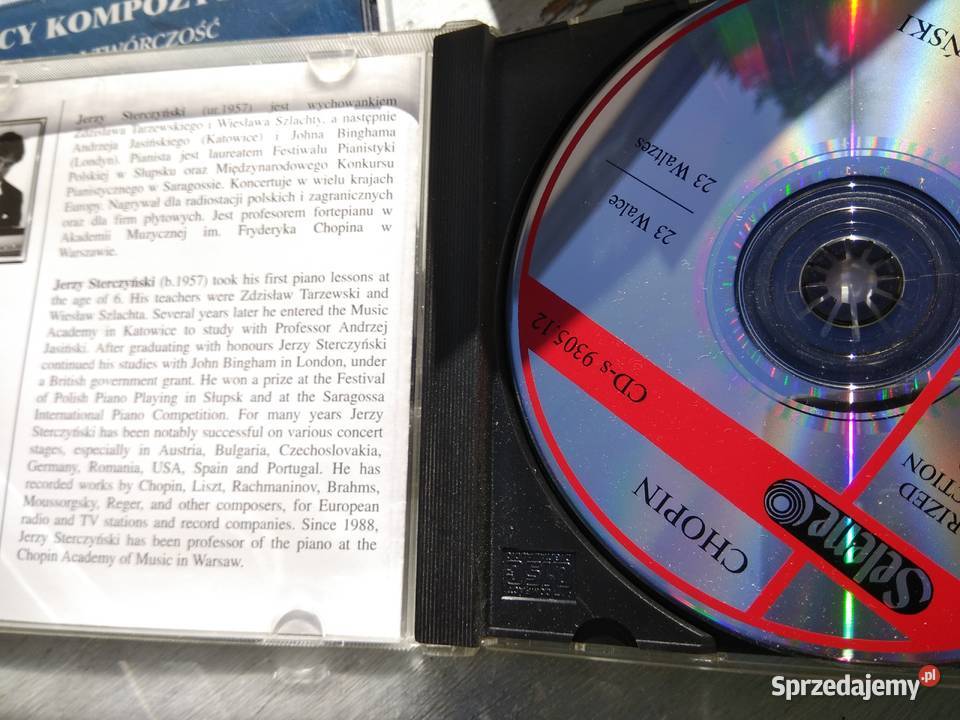 CY KOMPOZYT
TWÓRCZOŚĆ
Jerzy Sterczyński (ur.1957) jest wychowankiem
Zdzisława Tarzewskiego i Wiesława Szlachty, a następnie
Andrzeja Jasińskiego (Katowice) i Johna Binghama
(Londyn). Pianista jest laureatem Festiwalu Pianistyki
Polskiej w Słupsku oraz Międzynarodowego Konkursu
Pianistycznego w Saragossie. Koncertuje w wielu krajach
Europy. Nagrywał dla radiostacji polskich i zagranicznych
oraz dla firm płytowych. Jest profesorem fortepianu w
Akademii Muzycznej im. Fryderyka Chopina w
Warszawie.
Jerzy Sterczyński (b.1957) took his first piano lessons at
the age of 6. His teachers were Zdzisław Tarzewski and
Wiesław Szlachta. Several years later he entered the Music
Academy in Katowice to study with Professor Andrzej
Jasiński. After graduating with honours Jerzy Sterczyński
continued his studies with John Bingham in London, under
a British government grant. He won a prize at the Festival
of Polish Piano Playing in Słupsk and at the Saragossa
International Piano Competition. For many years Jerzy
Sterczyński has been notably successful on various concert
stages, especially in Austria, Bulgaria, Czechoslovakia,
Germany, Romania, USA, Spain and Portugal. He has
recorded works by Chopin, Liszt, Rachmaninov, Brahms,
Moussorgsky, Reger, and other composers, for European
radio and TV stations and record companies. Since 1988,
Jerzy Sterczyński has been professor of the piano at the
Chopin Academy of Music in Warsaw.
Selene
CHOPIN
RIZED
CTION
CD-s 9305.12
23 Walce
23 Waltzes
ŃSKI
Sprzedajemy.pl